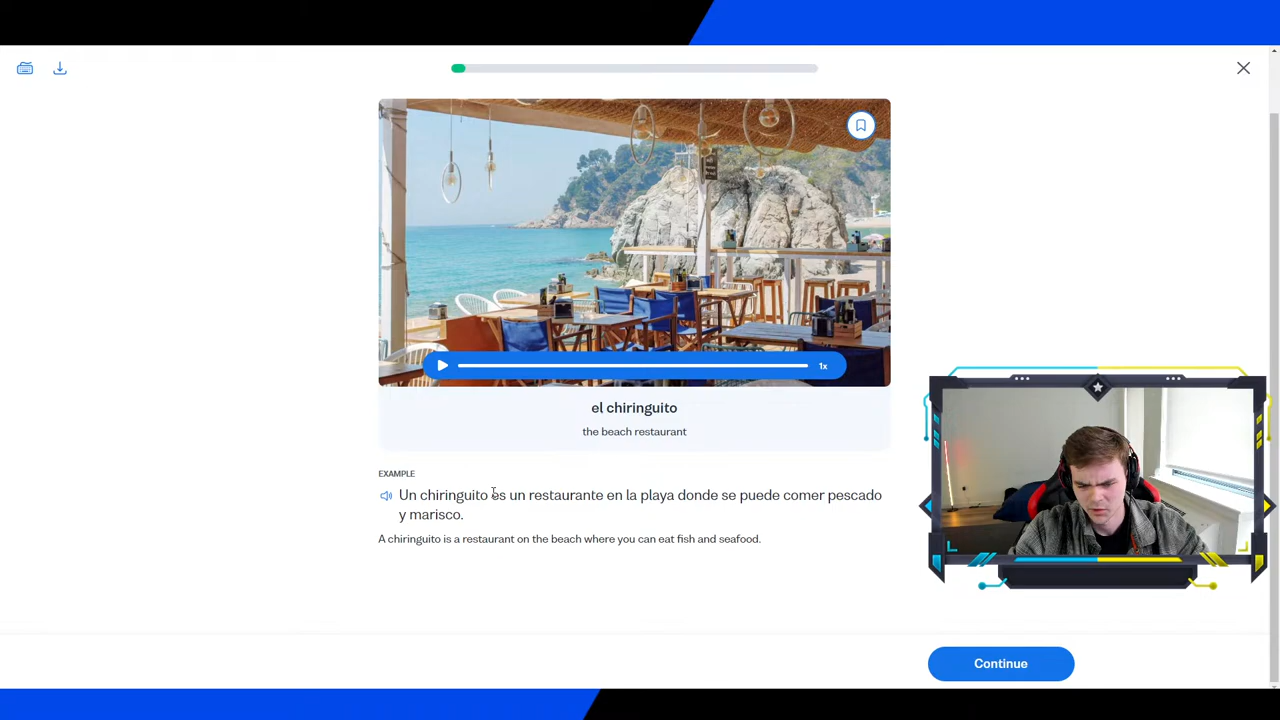 1x
el chiringuito
the beach restaurant
EXAMPLE
Un chiringuito es un restaurante en la playa donde se puede comer pescado
y marisco.
A chiringuito is a restaurant on the beach where you can eat fish and seafood.
Continue